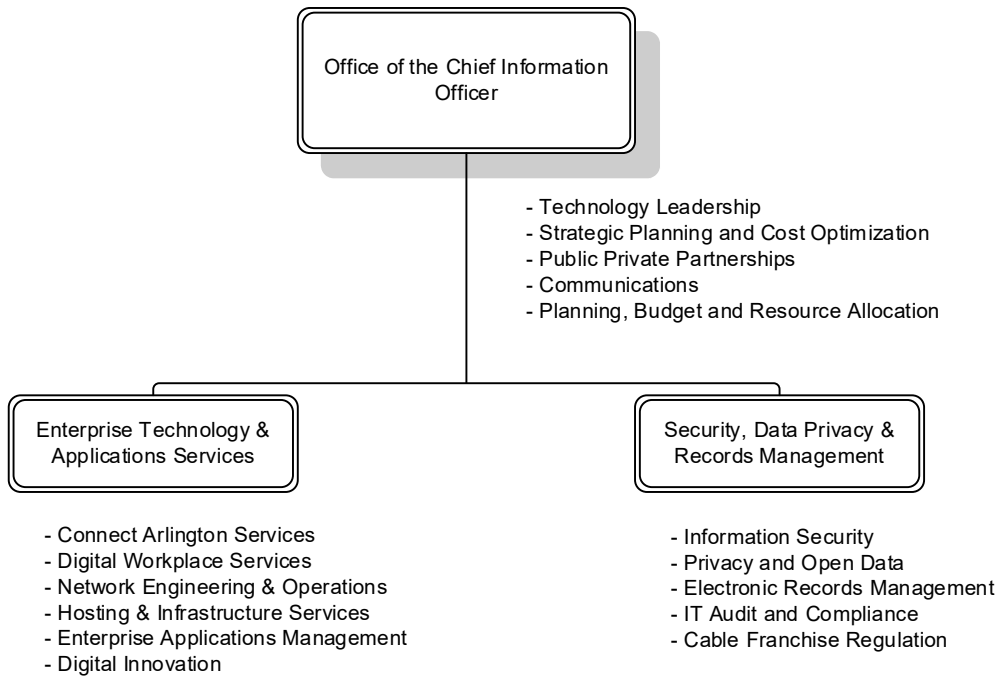 Office of the Chief Information
Officer
- Technology Leadership
- Strategic Planning and Cost Optimization
- Public Private Partnerships
- Communications
- Planning, Budget and Resource Allocation
Enterprise Technology &
Applications Services
- Connect Arlington Services
- Digital Workplace Services
- Network Engineering & Operations
- Hosting & Infrastructure Services
- Enterprise Applications Management
- Digital Innovation
Security, Data Privacy &
Records Management
- Information Security
- Privacy and Open Data
- Electronic Records Management
- IT Audit and Compliance
- Cable Franchise Regulation